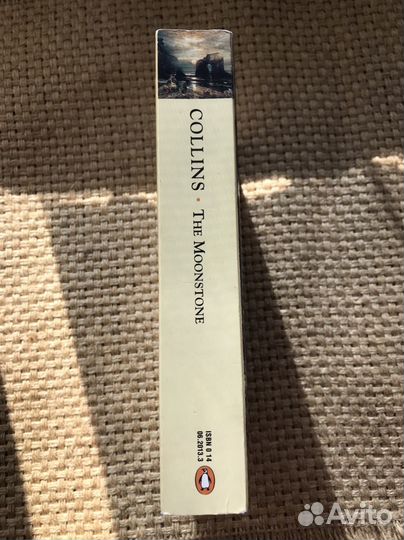 COLLINS · THE MOONSTONE
ISBN 0 14
06.2013.3
Avito